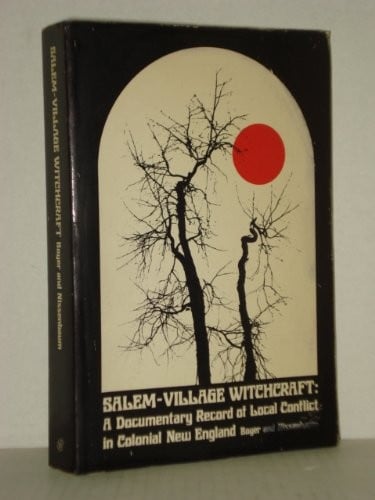 SALEM-VILLAGE WITCHCRAFT Boyer and Nissenbaum
SALEM-VILLAGE WITCHCRAFT:
A Documentary Record of Local Conflict
in Colonial New England Boyer and Nissenbaum